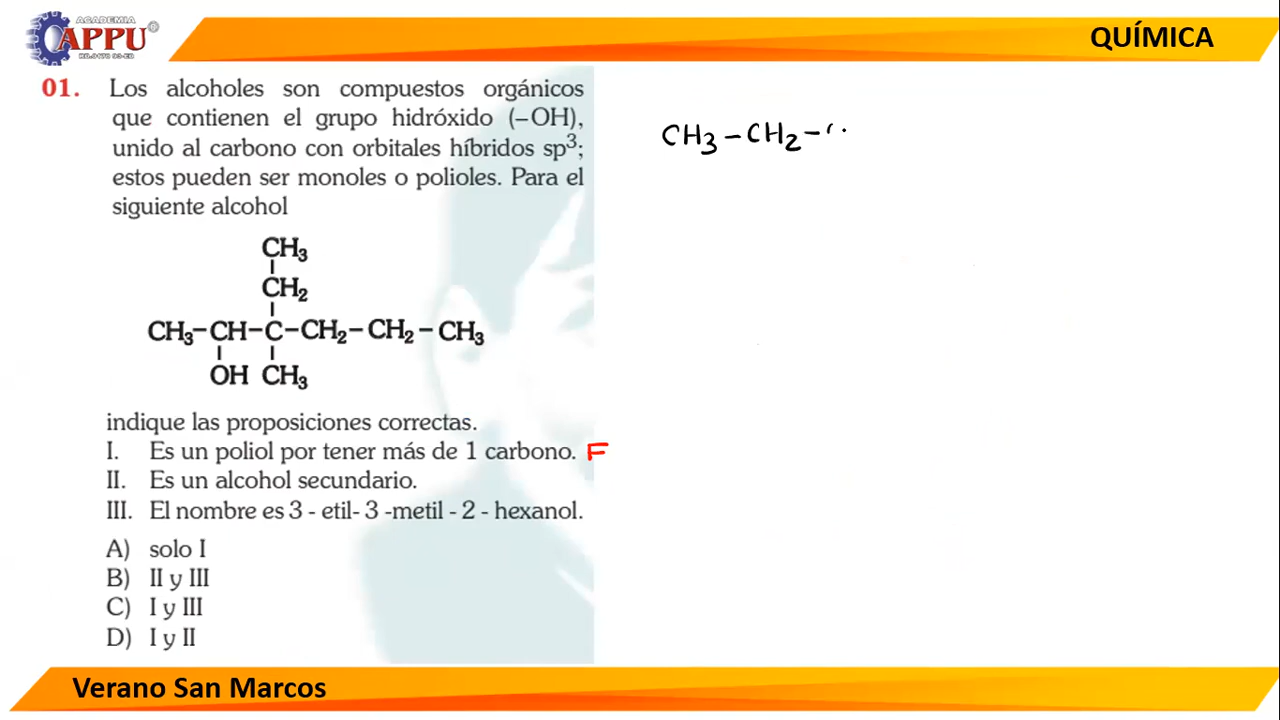 ACADEMIA
APPU®
QUÍMICA
01. Los alcoholes son compuestos orgánicos
que contienen el grupo hidróxido (–OH),
unido al carbono con orbitales híbridos sp³;
estos pueden ser monoles o polioles. Para el
siguiente alcohol
CH₃
CH₂
CH₃–CH–C–CH₂–CH₂–CH₃
OH CH₃
indique las proposiciones correctas.
I. Es un poliol por tener más de 1 carbono. F
II. Es un alcohol secundario.
III. El nombre es 3 - etil- 3 -metil - 2 - hexanol.
A) solo I
B) II y III
C) I y III
D) I y II
CH₃–CH₂–
Verano San Marcos